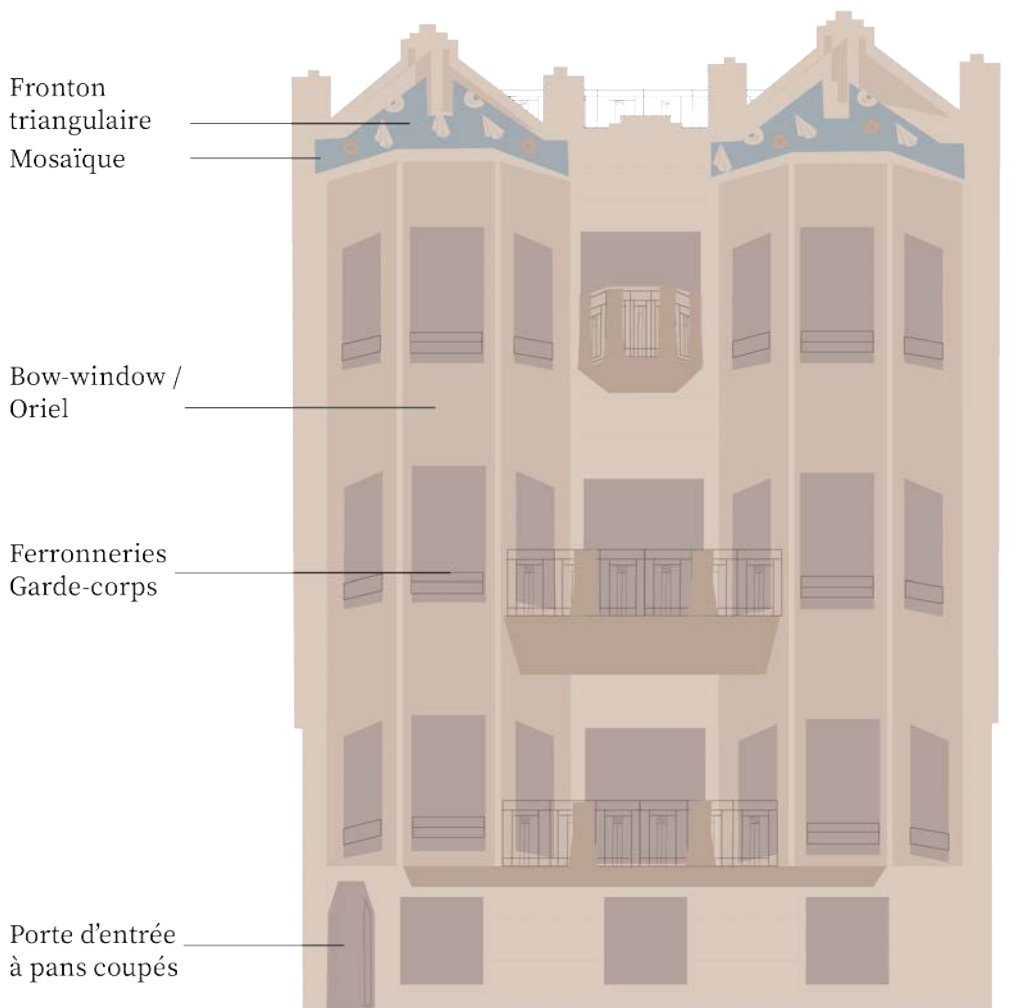 Fronton
triangulaire
Mosaïque
Bow-window /
Oriel
Ferronneries
Garde-corps
Porte d’entrée
à pans coupés